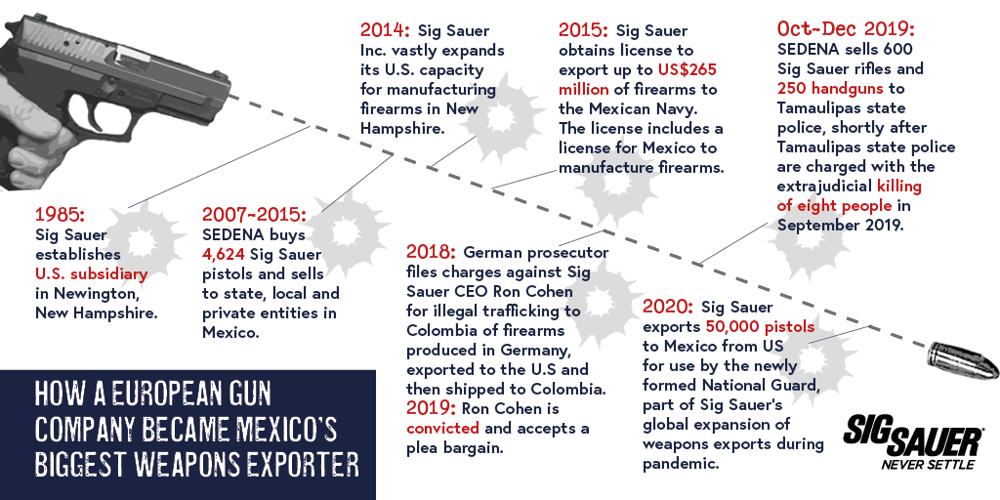 2014: Sig Sauer
Inc. vastly expands
its U.S. capacity
for manufacturing
firearms in New
Hampshire.
2015: Sig Sauer
obtains license to
export up to US$265
million of firearms to
the Mexican Navy.
The license includes a
license for Mexico to
manufacture firearms.
Oct-Dec 2019:
SEDENA sells 600
Sig Sauer rifles and
250 handguns to
Tamaulipas state
police, shortly after
Tamaulipas state police
are charged with the
extrajudicial killing
of eight people in
September 2019.
1985:
Sig Sauer
establishes
U.S. subsidiary
in Newington,
New Hampshire.
2007-2015:
SEDENA buys
4,624 Sig Sauer
pistols and sells
to state, local and
private entities in
Mexico.
2018: German prosecutor
files charges against Sig
Sauer CEO Ron Cohen
for illegal trafficking to
Colombia of firearms
produced in Germany,
exported to the U.S and
then shipped to Colombia.
2019: Ron Cohen is
convicted and accepts a
plea bargain.
2020: Sig Sauer
exports 50,000 pistols
to Mexico from US
for use by the newly
formed National Guard,
part of Sig Sauer's
global expansion of
weapons exports during
pandemic.
HOW A EUROPEAN GUN
COMPANY BECAME MEXICO'S
BIGGEST WEAPONS EXPORTER
SIG SAUER
NEVER SETTLE